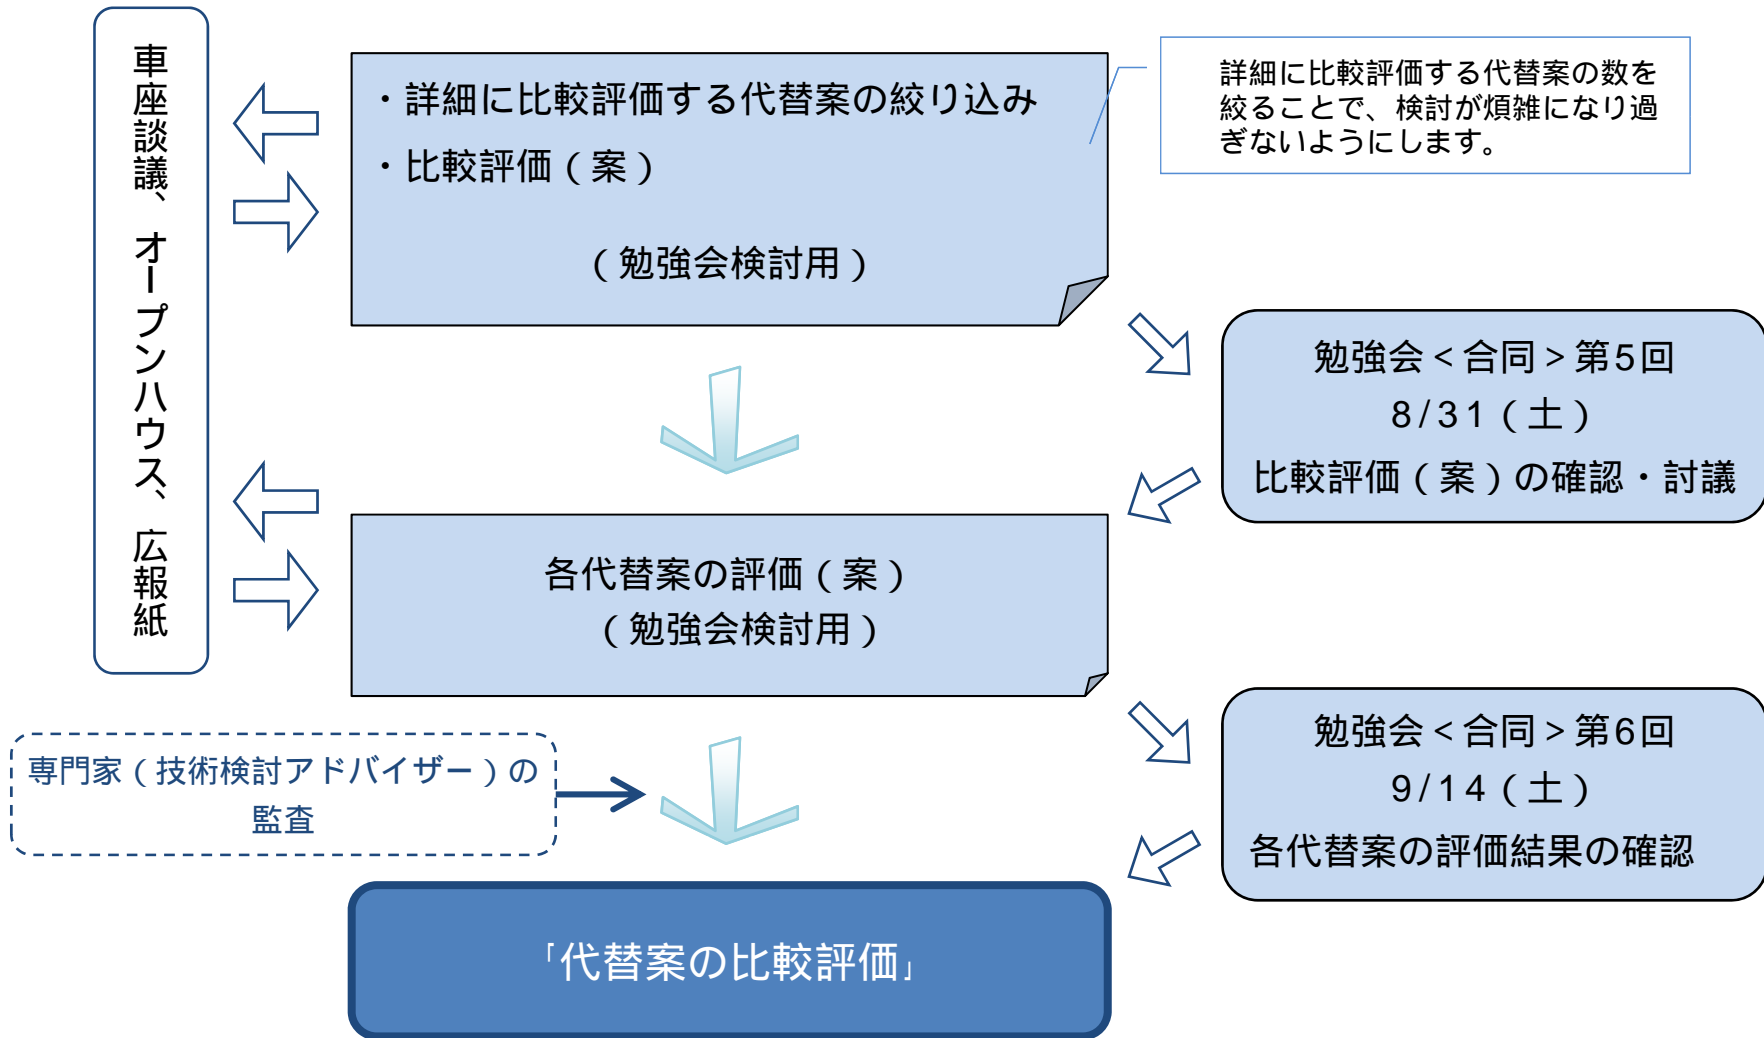 車座談議、オープンハウス、広報紙
・詳細に比較評価する代替案の絞り込み
・比較評価（案）
（勉強会検討用）
詳細に比較評価する代替案の数を
絞ることで、検討が煩雑になり過
ぎないようにします。
勉強会＜合同＞第5回
8/31（土）
比較評価（案）の確認・討議
各代替案の評価（案）
（勉強会検討用）
勉強会＜合同＞第6回
9/14（土）
各代替案の評価結果の確認
専門家（技術検討アドバイザー）の
監査
「代替案の比較評価」